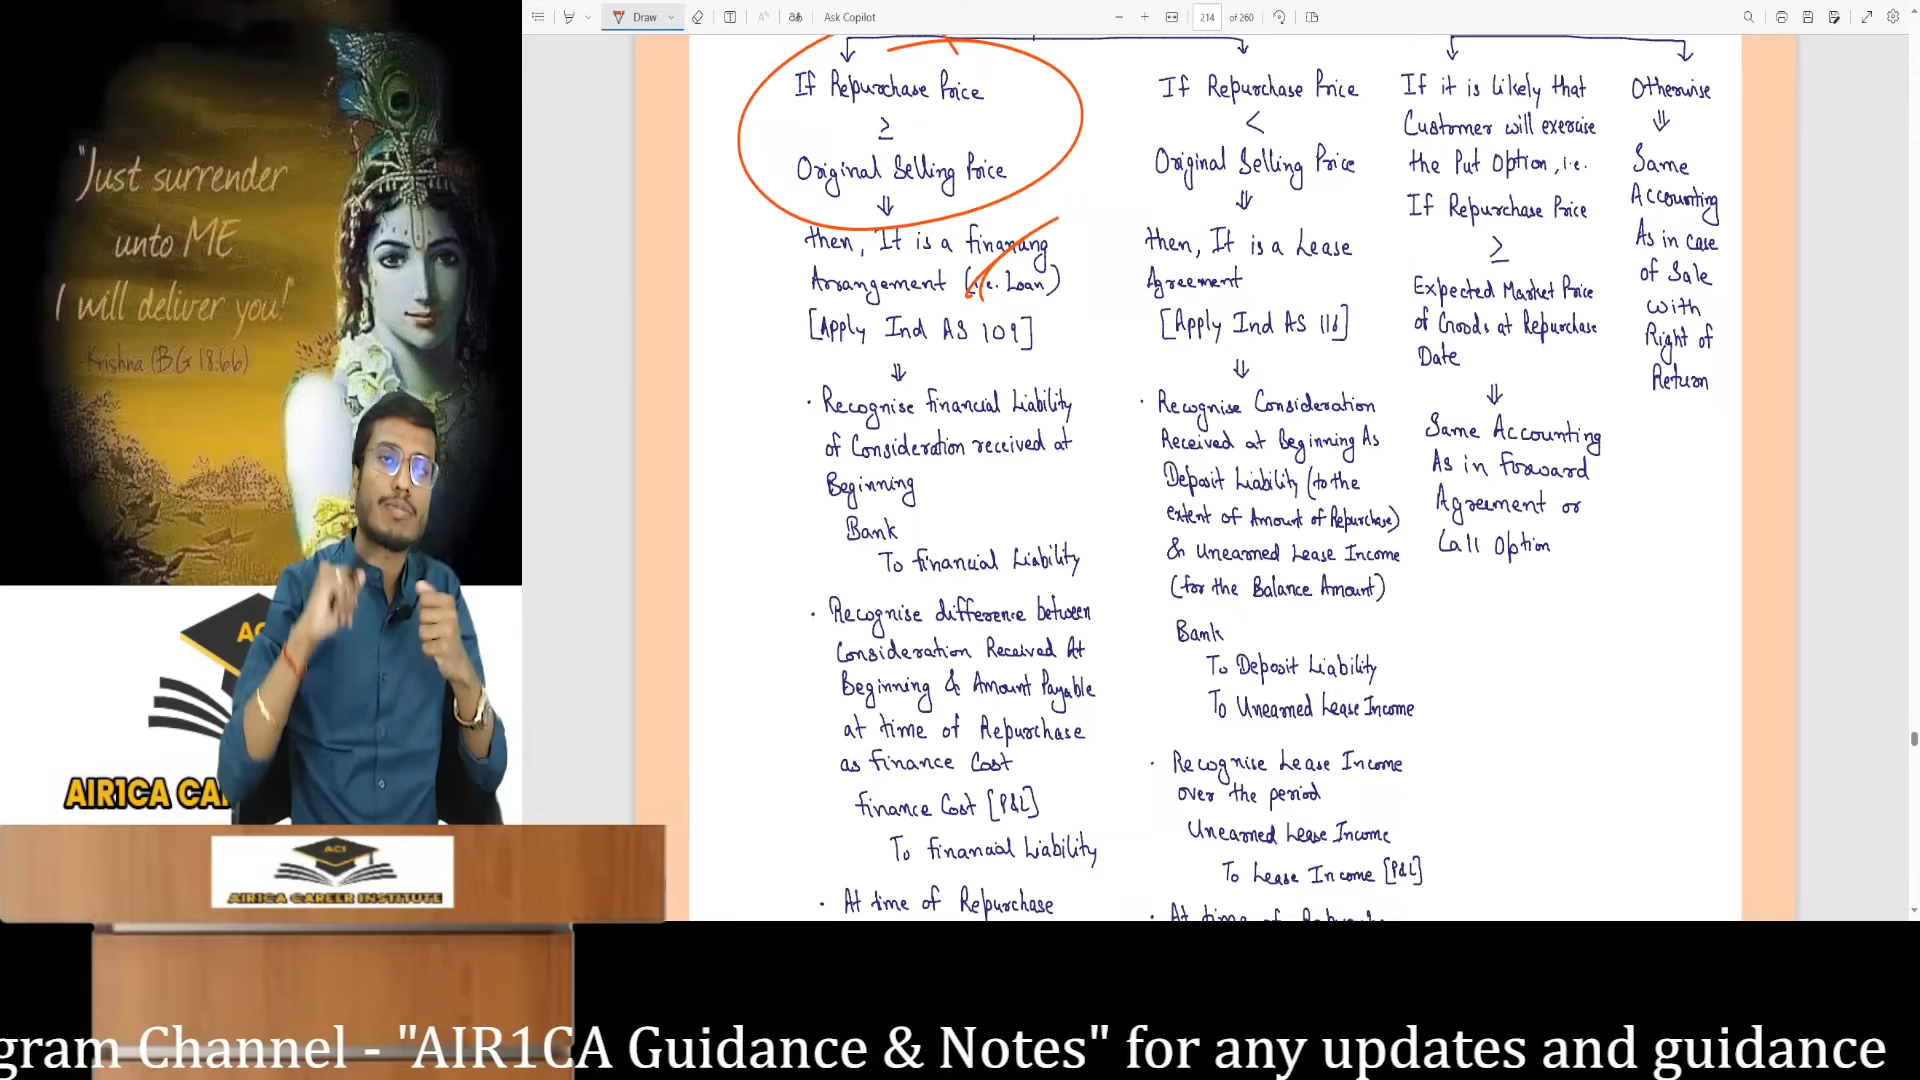 Draw
Ask Copilot
214
of 260
If Repurchase Price
≥
Original Selling Price
⇓
then, It is a financing
Arrangement (i.e. Loan)
[Apply Ind AS 109]
⇓
· Recognise financial Liability
of Consideration received at
Beginning
Bank
To financial Liability
· Recognise difference between
Consideration Received At
Beginning & Amount Payable
at time of Repurchase
as finance Cost
finance Cost [P&L]
To financial Liability
· At time of Repurchase
If Repurchase Price
<
Original Selling Price
⇓
then, It is a Lease
Agreement
[Apply Ind AS 116]
⇓
· Recognise Consideration
Received at Beginning As
Deposit Liability (to the
extent of Amount of Repurchase)
& Unearned Lease Income
(for the Balance Amount)
Bank
To Deposit Liability
To Unearned Lease Income
· Recognise Lease Income
over the period
Unearned Lease Income
To Lease Income [P&L]
· At time of
If it is likely that
Customer will exercise
the Put Option, i.e.
If Repurchase Price
≥
Expected Market Price
of Goods at Repurchase
Date
⇓
Same Accounting
As in Forward
Agreement or
Call Option
Otherwise
⇓
Same
Accounting
As in case
of Sale
with
Right of
Return
"Just surrender
unto ME
I will deliver you!"
Krishna (B.G 18.66)
AC
AIR1CA CA
ACI
AIR1CA CAREER INSTITUTE
gram Channel - "AIR1CA Guidance & Notes" for any updates and guidance